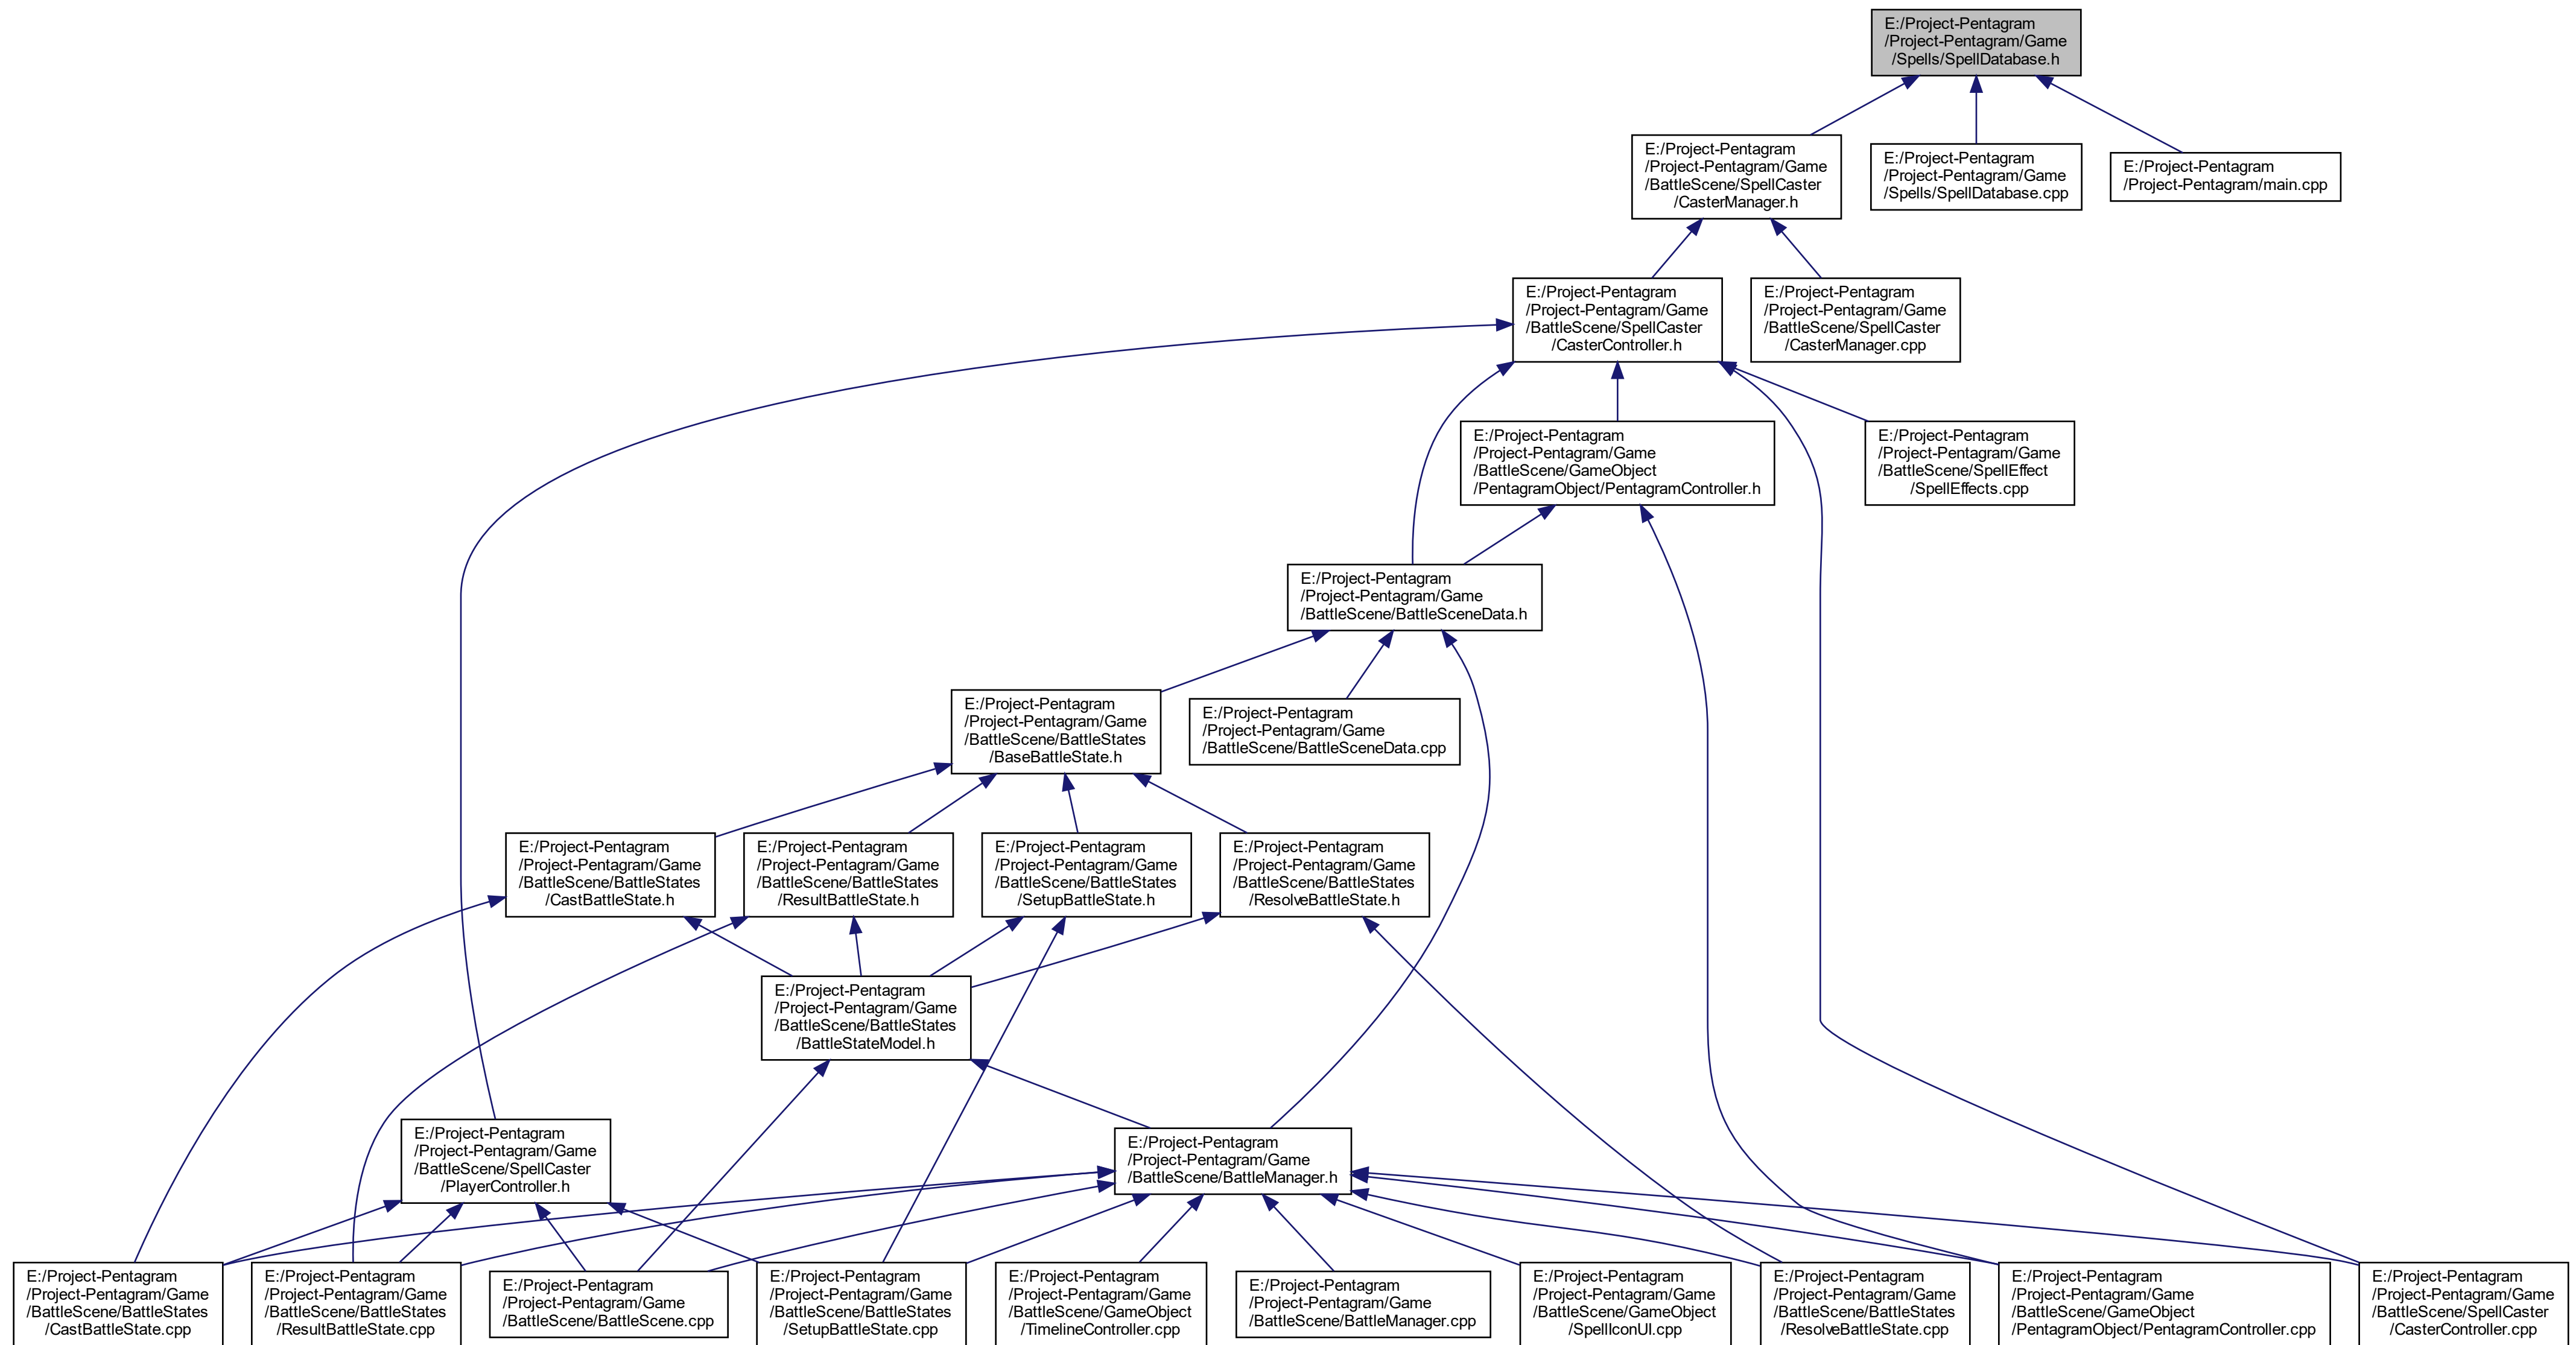 E:/Project-Pentagram
/Project-Pentagram/Game
/Spells/SpellDatabase.h
E:/Project-Pentagram
/Project-Pentagram/Game
/BattleScene/SpellCaster
/CasterManager.h
E:/Project-Pentagram
/Project-Pentagram/Game
/Spells/SpellDatabase.cpp
E:/Project-Pentagram
/Project-Pentagram/main.cpp
E:/Project-Pentagram
/Project-Pentagram/Game
/BattleScene/SpellCaster
/CasterController.h
E:/Project-Pentagram
/Project-Pentagram/Game
/BattleScene/SpellCaster
/CasterManager.cpp
E:/Project-Pentagram
/Project-Pentagram/Game
/BattleScene/GameObject
/PentagramObject/PentagramController.h
E:/Project-Pentagram
/Project-Pentagram/Game
/BattleScene/SpellEffect
/SpellEffects.cpp
E:/Project-Pentagram
/Project-Pentagram/Game
/BattleScene/BattleSceneData.h
E:/Project-Pentagram
/Project-Pentagram/Game
/BattleScene/BattleStates
/BaseBattleState.h
E:/Project-Pentagram
/Project-Pentagram/Game
/BattleScene/BattleSceneData.cpp
E:/Project-Pentagram
/Project-Pentagram/Game
/BattleScene/BattleStates
/CastBattleState.h
E:/Project-Pentagram
/Project-Pentagram/Game
/BattleScene/BattleStates
/ResultBattleState.h
E:/Project-Pentagram
/Project-Pentagram/Game
/BattleScene/BattleStates
/SetupBattleState.h
E:/Project-Pentagram
/Project-Pentagram/Game
/BattleScene/BattleStates
/ResolveBattleState.h
E:/Project-Pentagram
/Project-Pentagram/Game
/BattleScene/BattleStates
/BattleStateModel.h
E:/Project-Pentagram
/Project-Pentagram/Game
/BattleScene/SpellCaster
/PlayerController.h
E:/Project-Pentagram
/Project-Pentagram/Game
/BattleScene/BattleManager.h
E:/Project-Pentagram
/Project-Pentagram/Game
/BattleScene/BattleStates
/CastBattleState.cpp
E:/Project-Pentagram
/Project-Pentagram/Game
/BattleScene/BattleStates
/ResultBattleState.cpp
E:/Project-Pentagram
/Project-Pentagram/Game
/BattleScene/BattleScene.cpp
E:/Project-Pentagram
/Project-Pentagram/Game
/BattleScene/BattleStates
/SetupBattleState.cpp
E:/Project-Pentagram
/Project-Pentagram/Game
/BattleScene/GameObject
/TimelineController.cpp
E:/Project-Pentagram
/Project-Pentagram/Game
/BattleScene/BattleManager.cpp
E:/Project-Pentagram
/Project-Pentagram/Game
/BattleScene/GameObject
/SpellIconUI.cpp
E:/Project-Pentagram
/Project-Pentagram/Game
/BattleScene/BattleStates
/ResolveBattleState.cpp
E:/Project-Pentagram
/Project-Pentagram/Game
/BattleScene/GameObject
/PentagramObject/PentagramController.cpp
E:/Project-Pentagram
/Project-Pentagram/Game
/BattleScene/SpellCaster
/CasterController.cpp